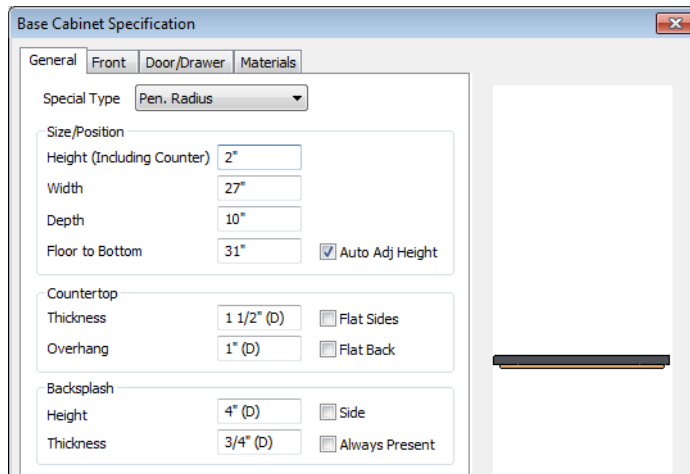 Base Cabinet Specification
General Front Door/Drawer Materials
Special Type Pen. Radius
Size/Position
Height (Including Counter) 2"
Width 27"
Depth 10"
Floor to Bottom 31" Auto Adj Height
Countertop
Thickness 1 1/2" (D) Flat Sides
Overhang 1" (D) Flat Back
Backsplash
Height 4" (D) Side
Thickness 3/4" (D) Always Present